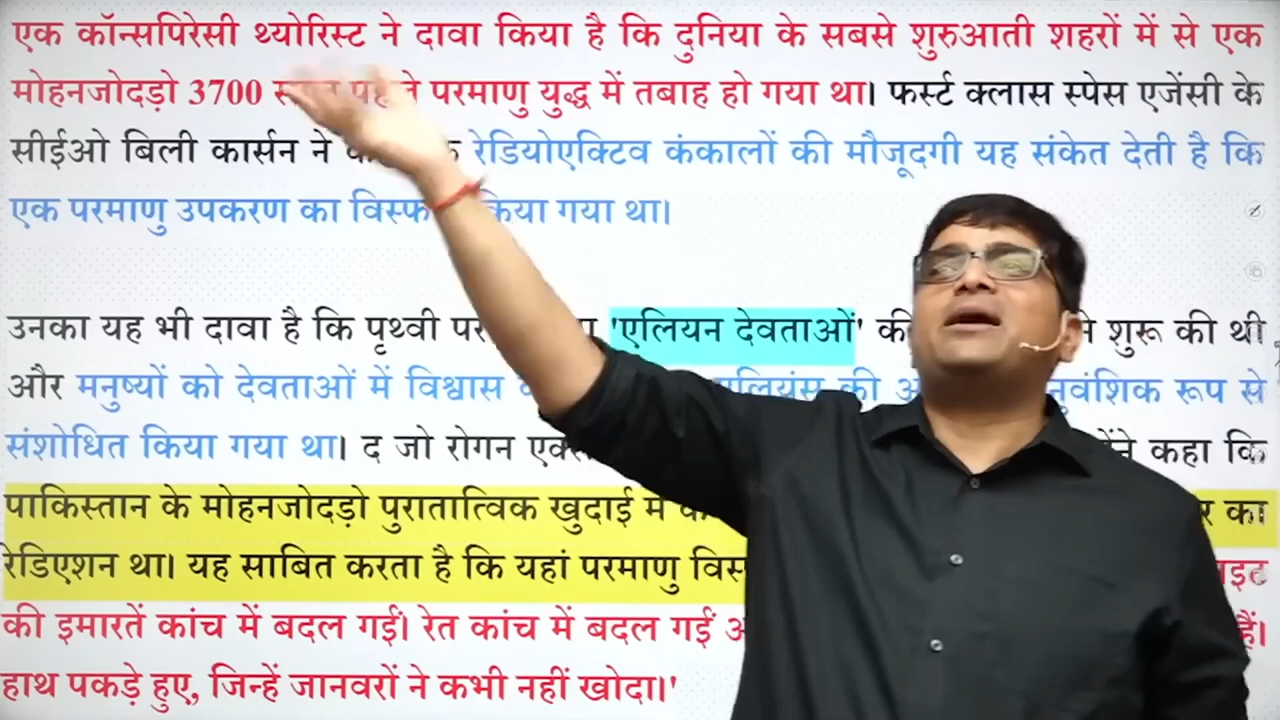 एक कॉन्सपिरेसी थ्योरिस्ट ने दावा किया है कि दुनिया के सबसे शुरुआती शहरों में से एक
मोहनजोदड़ो 3700 परमाणु युद्ध में तबाह हो गया था। फर्स्ट क्लास स्पेस एजेंसी के
सीईओ बिली कार्सन ने रेडियोएक्टिव कंकालों की मौजूदगी यह संकेत देती है कि
एक परमाणु उपकरण का किया गया था।
उनका यह भी दावा है कि पृथ्वी 'एलियन देवताओं' की शुरू की थी
और मनुष्यों को देवताओं में विश्वास की रूप से
संशोधित किया गया था। द जो रोगन कहा कि
पाकिस्तान के मोहनजोदड़ो पुरातात्विक खुदाई में का
रेडिएशन था। यह साबित करता है कि यहां परमाणु
की इमारतें कांच में बदल गईं। रेत कांच में बदल गईं
हाथ पकड़े हुए, जिन्हें जानवरों ने कभी नहीं खोदा।'